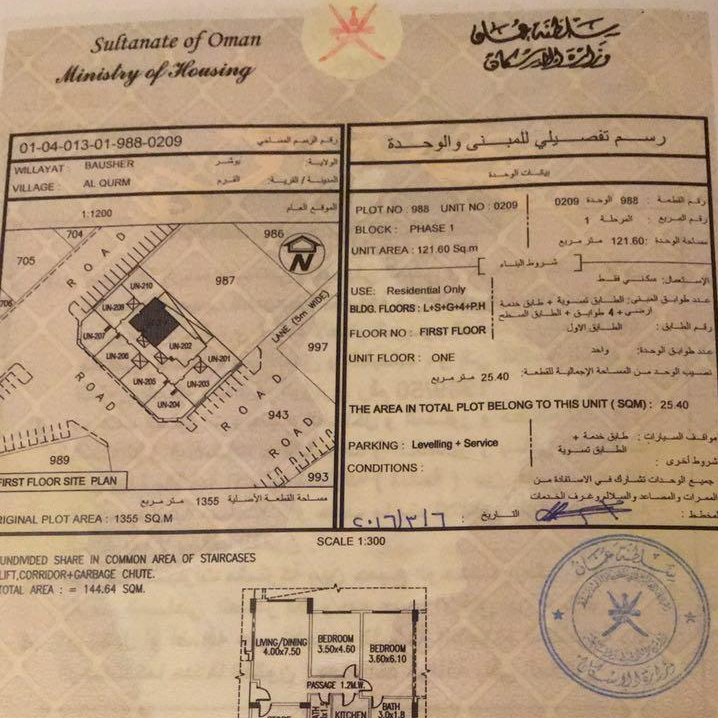 Sultanate of Oman
Ministry of Housing
سلطنة عمان
وزارة الإسكان
01-04-013-01-988-0209 رقم الرسم المساحي
WILLAYAT BAUSHER بوشر الولاية:
VILLAGE : AL QURM القرم المدينة / القرية:
1:1200 الموقع العام
704
705
706
986
987
997
943
993
989
ROAD
ROAD
ROAD
ROAD
LANE (5m WIDE)
N
UN-210
UN-208
UN-207
UN-206
UN-205
UN-204
UN-203
UN-202
UN-201
FIRST FLOOR SITE PLAN
مساحة القطعة الأصلية 1355 متر مربع
ORIGINAL PLOT AREA : 1355 SQ.M
رسم تفصيلي للمبنى والوحدة
بيانات الوحدة
PLOT NO : 988 UNIT NO : 0209
رقم القطعة : 988 الوحدة 0209
BLOCK : PHASE 1
رقم المربع : المرحلة 1
UNIT AREA : 121.60 Sq.m
مساحة الوحدة :121.60 متر مربع
شروط البناء
USE: Residential Only
الإستعمال: سكني فقط
BLDG. FLOORS : L+S+G+4+P.H
عدد طوابق المبنى: الطابق تسوية + طابق خدمة +
أرضي + 4 طوابق + الطابق السطح
FLOOR NO : FIRST FLOOR
رقم الطابق : الطابق الاول
UNIT FLOOR : ONE
عدد طوابق الوحدة: واحد
نصيب الوحد من المساحة الإجمالية للقطعة: 25.40 متر مربع
THE AREA IN TOTAL PLOT BELONG TO THIS UNIT ( SQM) : 25.40
PARKING : Levelling + Service
مواقف السيارات : طابق خدمة +
الطابق تسوية
CONDITIONS :
شروط أخرى :
جميع الوحدات تشارك في الاستفادة من
الممرات و المصاعد و السلالم وغرف الخدمات
المخطط :
التاريخ : ٢٠١٦/٣/٦
SCALE 1:300
UNDIVIDED SHARE IN COMMON AREA OF STAIRCASES
LIFT,CORRIDOR+GARBAGE CHUTE.
TOTAL AREA : = 144.64 SQM.
LIVING/DINING
4.00x7.50
BEDROOM
3.50x4.60
BEDROOM
3.60x6.10
PASSAGE 1.2M.W
BATH
KITCHEN
BATH
3.0x1.8
سلطنة عمان
وزارة الإسكان